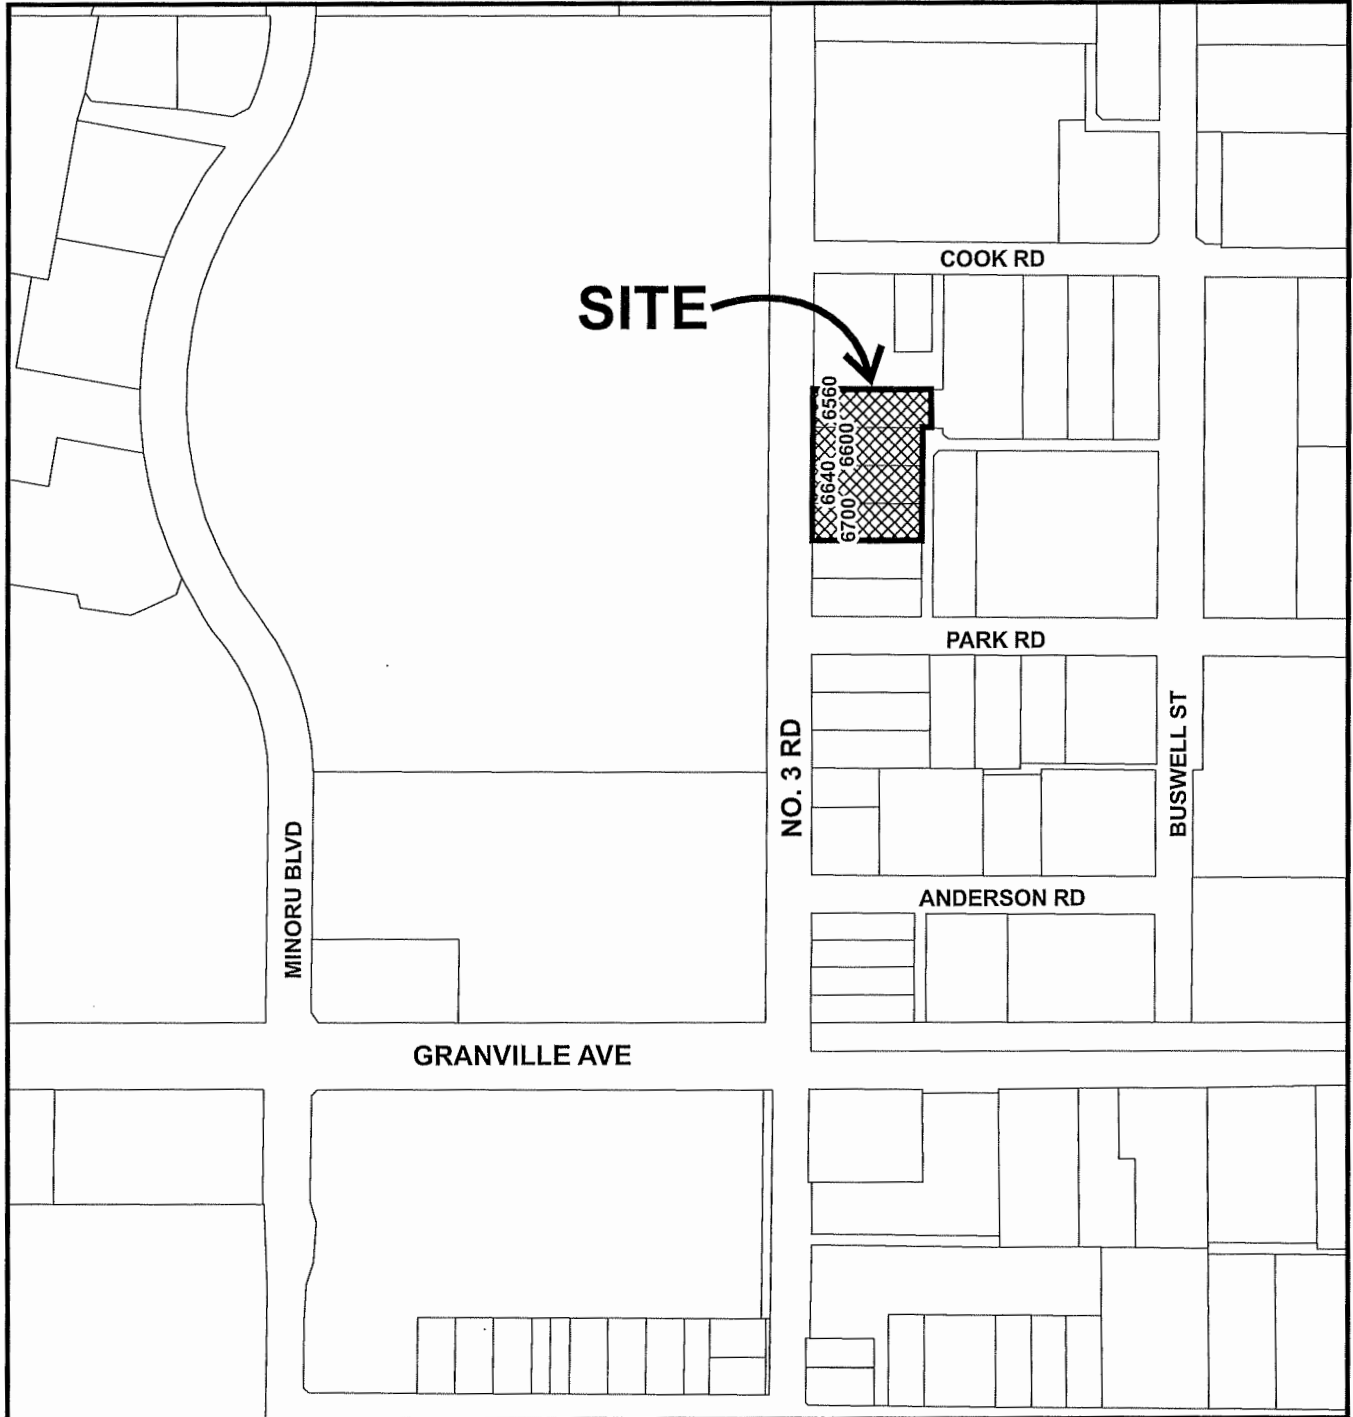 COOK RD
SITE
6560
6600
6640
6700
PARK RD
BUSWELL ST
NO. 3 RD
MINORU BLVD
ANDERSON RD
GRANVILLE AVE